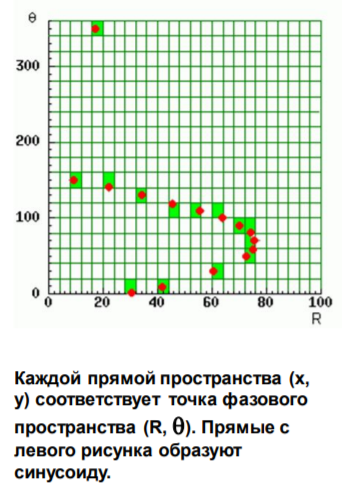 θ
300
200
100
0
0 20 40 60 80 100
R
Каждой прямой пространства (x,
y) соответствует точка фазового
пространства (R, θ). Прямые с
левого рисунка образуют
синусоиду.